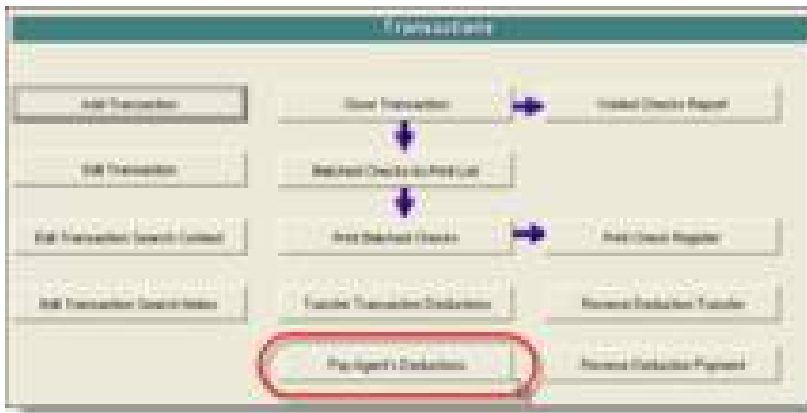 Transactions
Add Transaction
Close Transaction
Voided Checks Report
Edit Transaction
Batched Checks to Print List
Edit Transaction Search Contact
Print Batched Checks
Print Check Register
Edit Transaction Search Notes
Transfer Transaction Deductions
Reverse Deduction Transfer
Pay Agent's Deductions
Reverse Deduction Payment